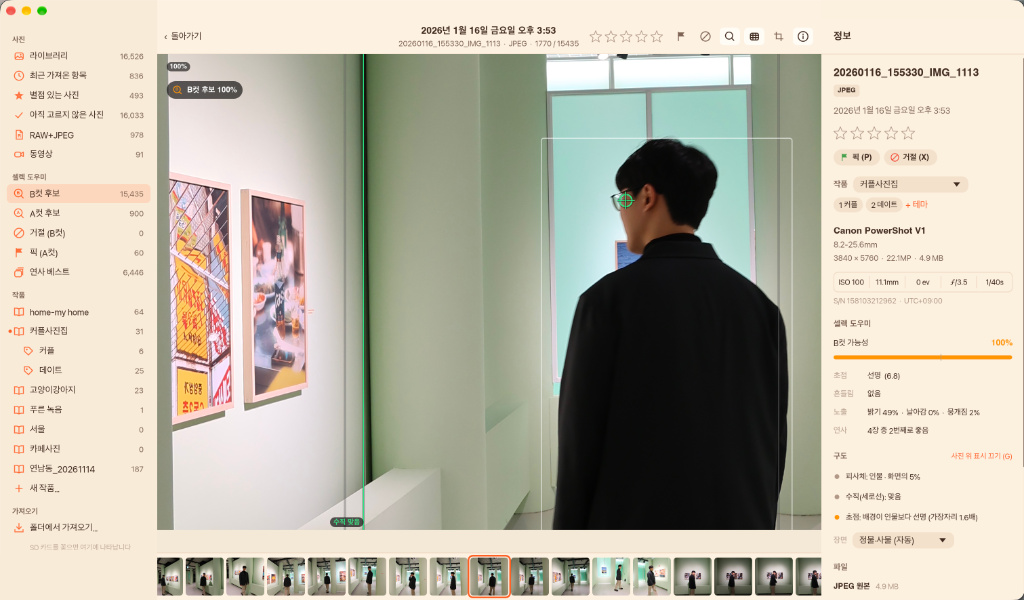 사진
라이브러리 16,526
최근 가져온 항목 836
별점 있는 사진 493
아직 고르지 않은 사진 16,033
RAW+JPEG 978
동영상 91
셀렉 도우미
B컷 후보 15,435
A컷 후보 900
거절 (B컷) 0
픽 (A컷) 60
연사 베스트 6,446
작품
home-my home 64
커플사진집 31
커플 6
데이트 25
고양이강아지 23
푸른 녹음 1
서울 0
카페사진 0
연남동_20261114 187
새 작품...
가져오기
폴더에서 가져오기...
SD 카드를 꽂으면 여기에 나타납니다
‹ 돌아가기
2026년 1월 16일 금요일 오후 3:53
20260116_155330_IMG_1113 · JPEG · 1770 / 15435
100%
B컷 후보 100%
수직 맞음
정보
20260116_155330_IMG_1113
JPEG
2026년 1월 16일 금요일 오후 3:53
픽 (P) 거절 (X)
작품 커플사진집
1 커플 2 데이트 + 테마
Canon PowerShot V1
8.2-25.6mm
3840 × 5760 · 22.1MP · 4.9 MB
ISO 100 11.1mm 0 ev ƒ/3.5 1/40s
S/N 158103212962 · UTC+09:00
셀렉 도우미
B컷 가능성 100%
초점 선명 (6.8)
흔들림 없음
노출 밝기 49% · 날아감 0% · 뭉개짐 2%
연사 4장 중 2번째로 좋음
구도 사진 위 표시 끄기 (G)
피사체: 인물 · 화면의 5%
수직(세로선): 맞음
초점: 배경이 인물보다 선명 (가장자리 1.6배)
장면 정물·사물 (자동)
파일
JPEG 원본 4.9 MB